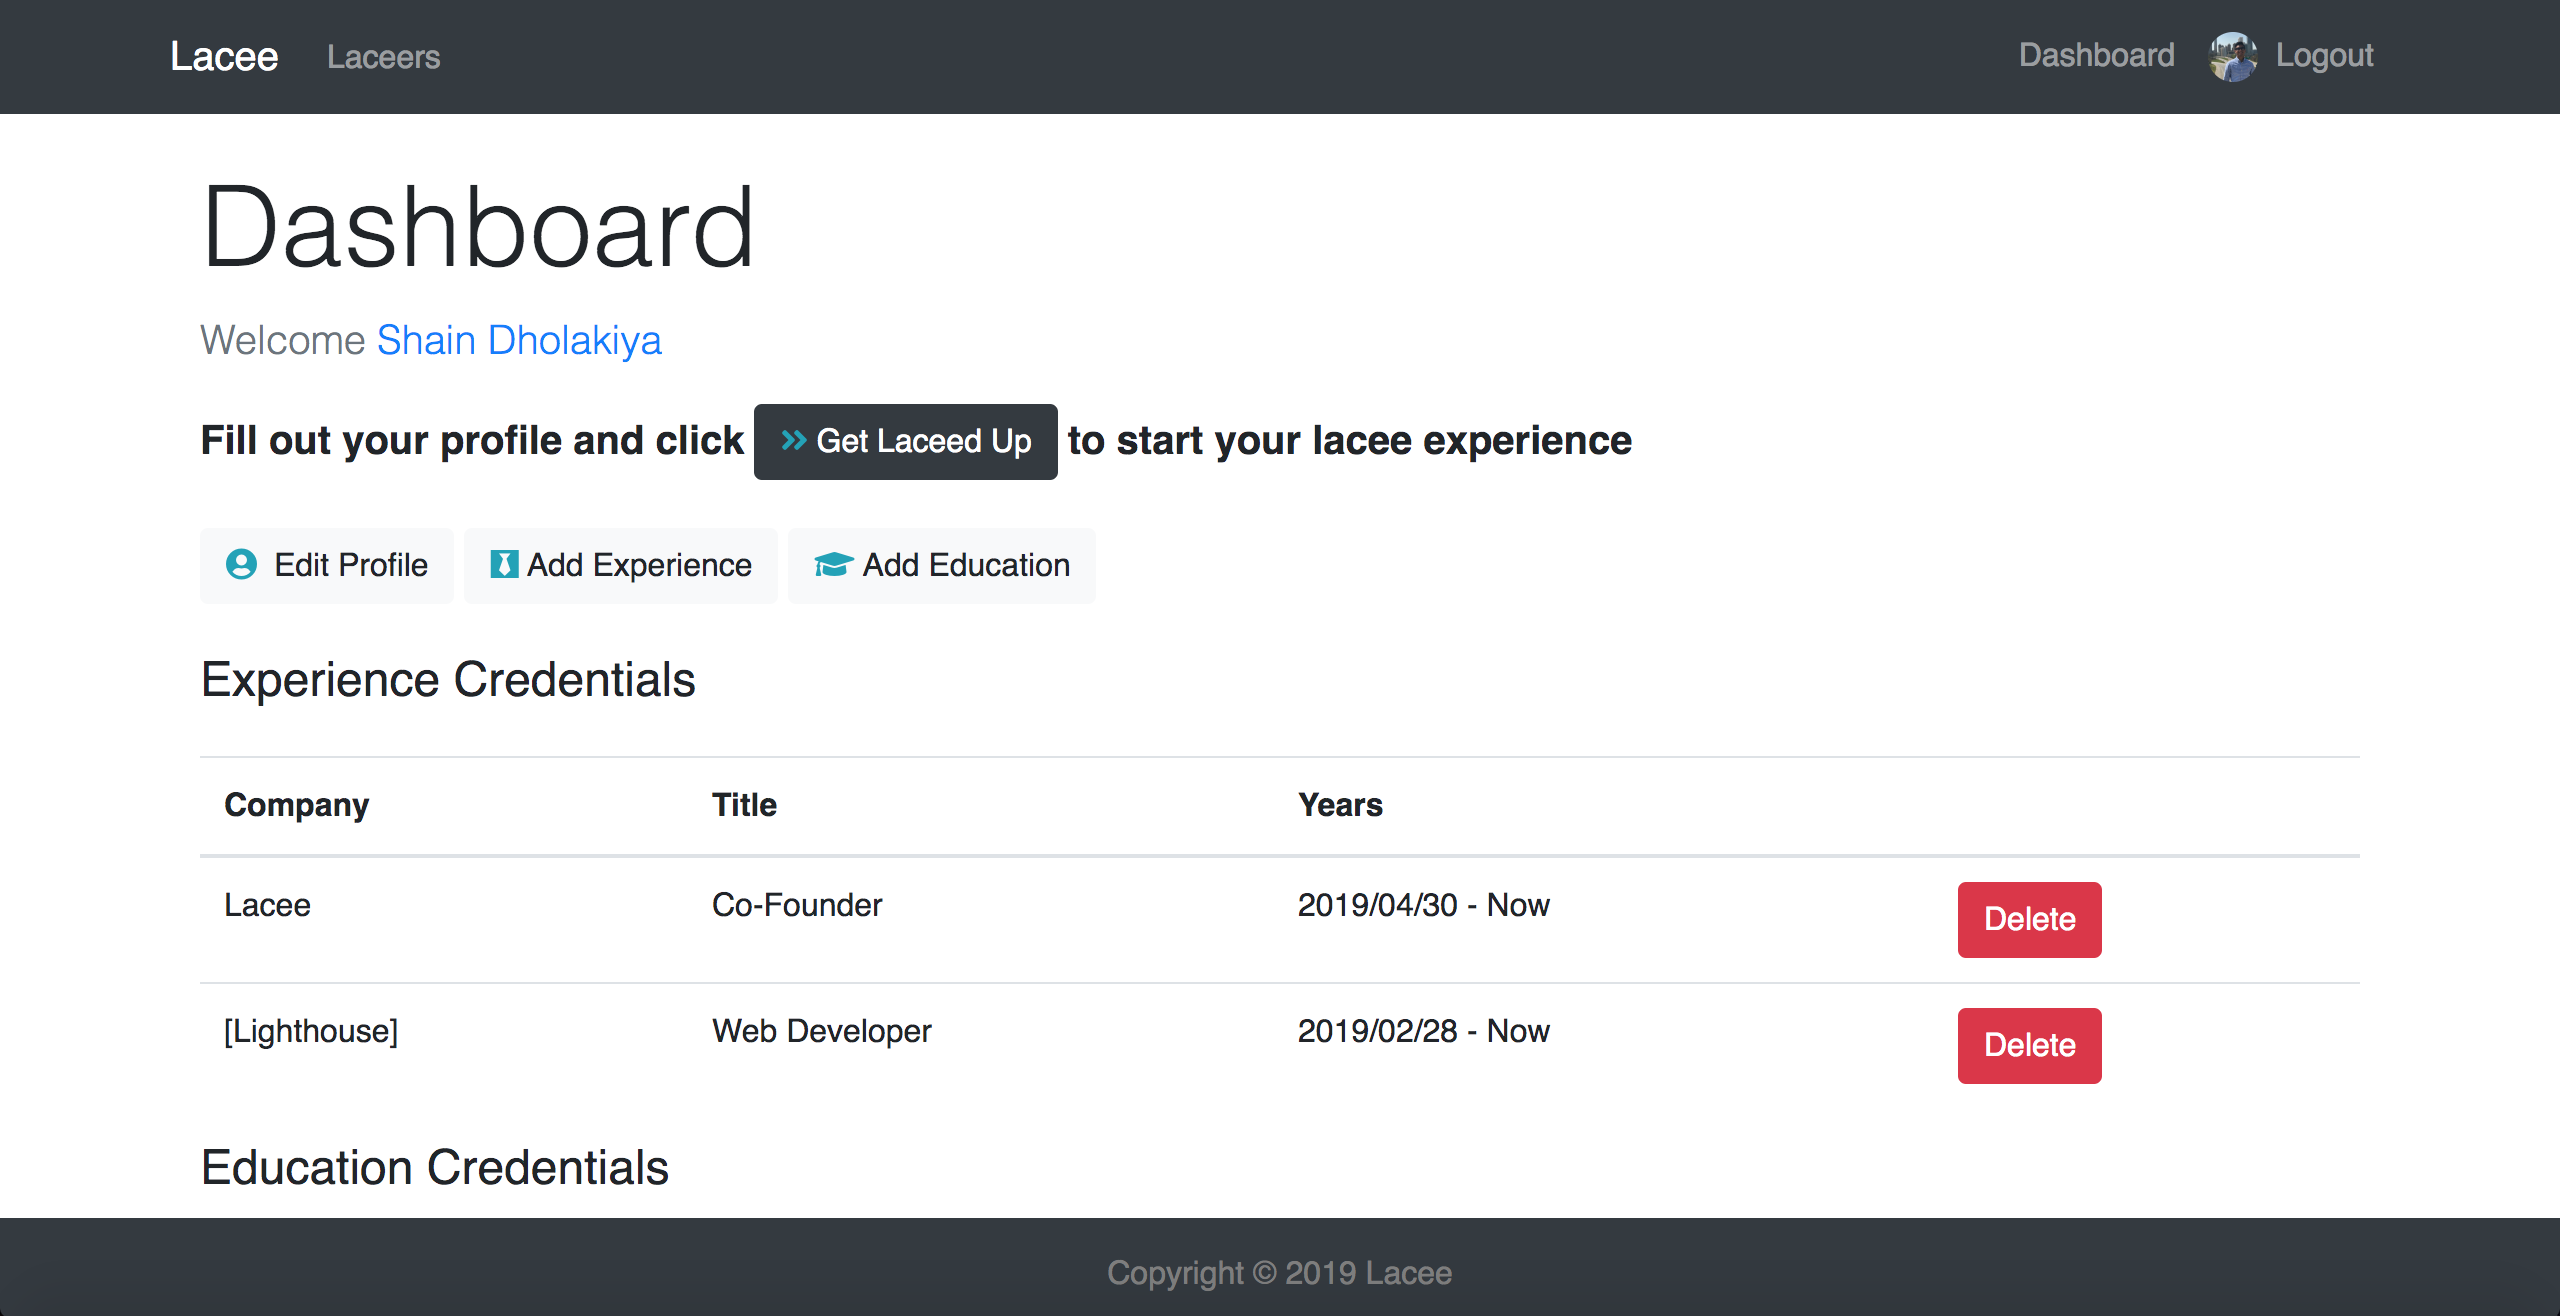 Lacee Laceers Dashboard Logout
Dashboard
Welcome Shain Dholakiya
Fill out your profile and click Get Laceed Up to start your lacee experience
Edit Profile Add Experience Add Education
Experience Credentials
Company Title Years
Lacee Co-Founder 2019/04/30 - Now Delete
[Lighthouse] Web Developer 2019/02/28 - Now Delete
Education Credentials
Copyright © 2019 Lacee